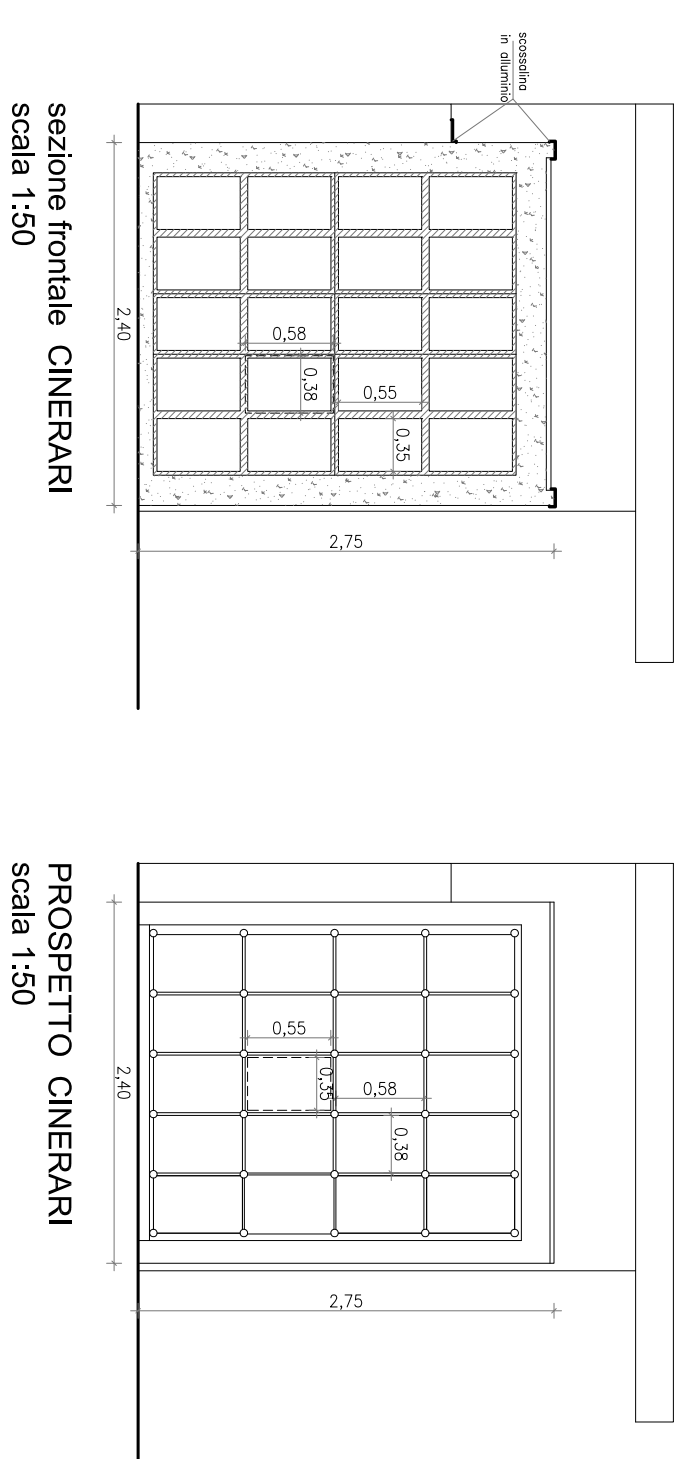 scossalina
in alluminio
0,58
0,38
0,55
0,35
2,75
2,40
sezione frontale CINERARI
scala 1:50
0,55
0,35
0,58
0,38
2,75
2,40
PROSPETTO CINERARI
scala 1:50